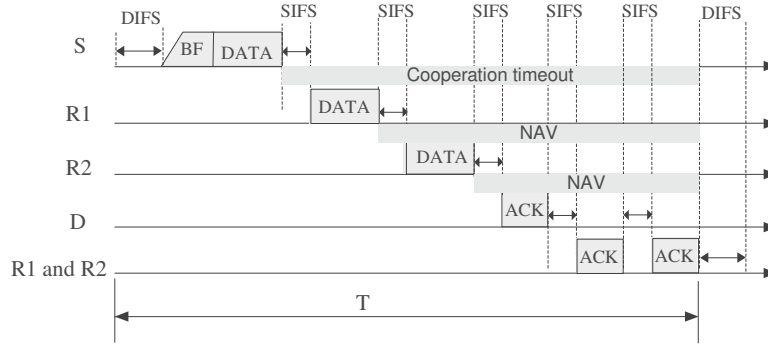 DIFS SIFS SIFS SIFS SIFS SIFS DIFS
S BF DATA
Cooperation timeout
R1 DATA
NAV
R2 DATA
NAV
D ACK
R1 and R2 ACK ACK
T